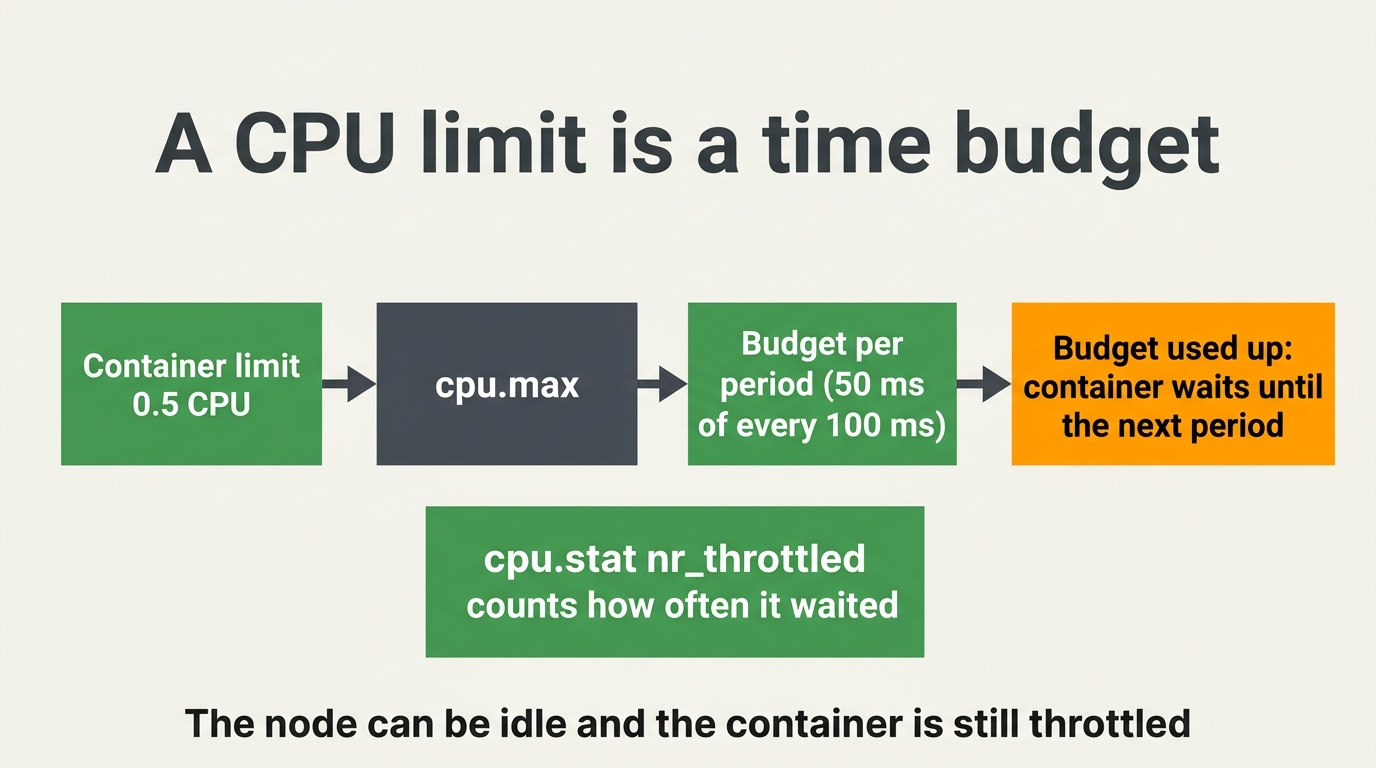 A CPU limit is a time budget
Container limit
0.5 CPU
cpu.max
Budget per
period (50 ms
of every 100 ms)
Budget used up:
container waits until
the next period
cpu.stat nr_throttled
counts how often it waited
The node can be idle and the container is still throttled